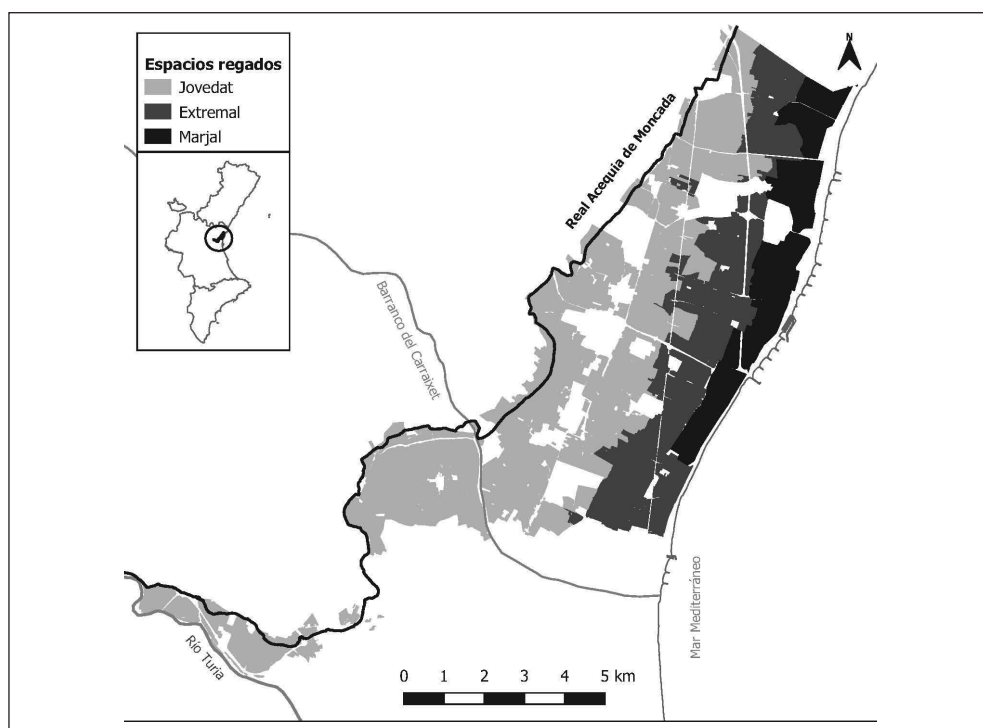 Espacios regados
Jovedat
Extremal
Marjal
N
Real Acequia de Moncada
Barranco del Carraixet
Río Turia
Mar Mediterráneo
0 1 2 3 4 5 km